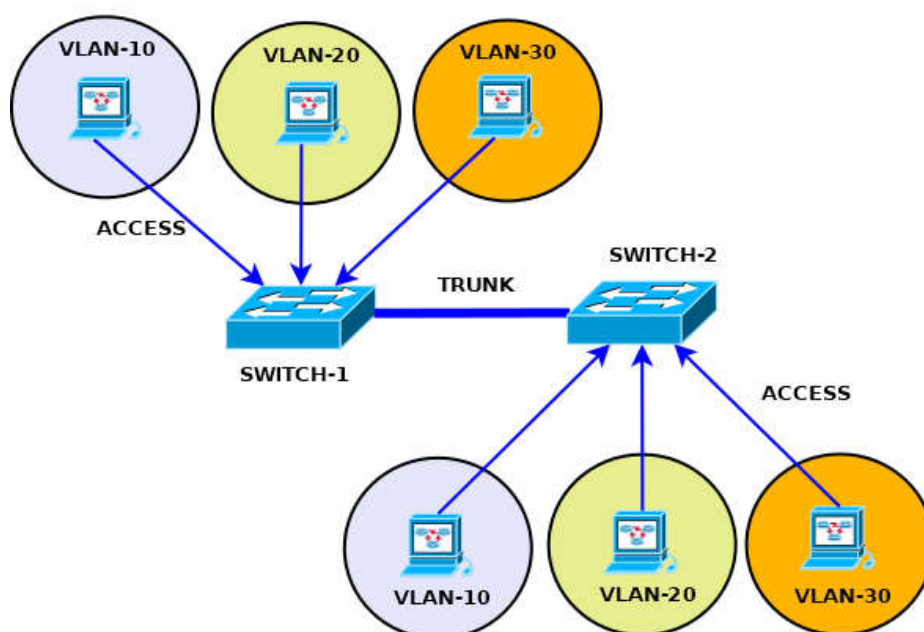 VLAN-10
VLAN-20
VLAN-30
ACCESS
SWITCH-2
TRUNK
SWITCH-1
ACCESS
VLAN-10
VLAN-20
VLAN-30